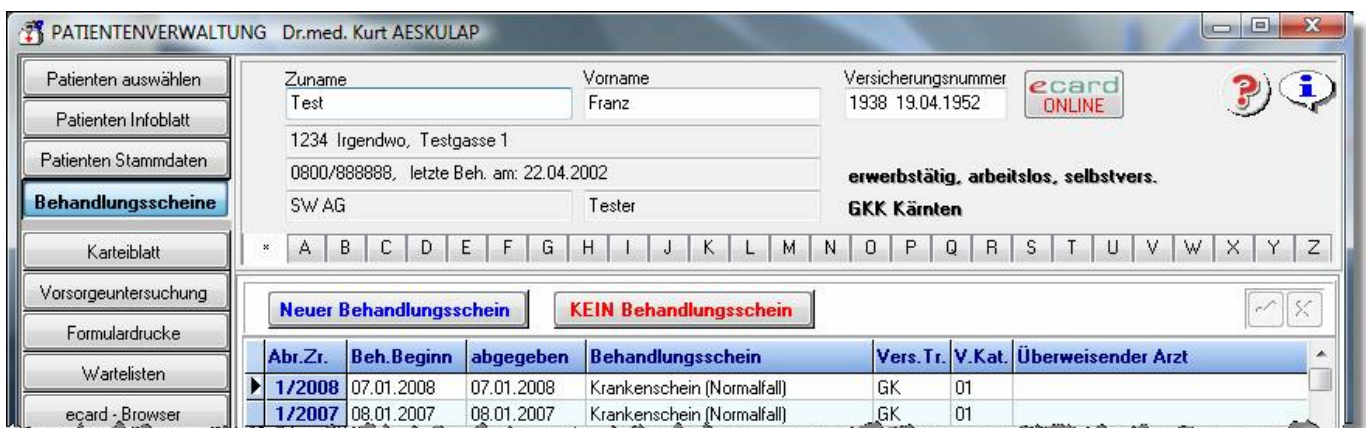 PATIENTENVERWALTUNG Dr.med. Kurt AESKULAP
Patienten auswählen
Patienten Infoblatt
Patienten Stammdaten
Behandlungsscheine
Karteiblatt
Vorsorgeuntersuchung
Formulardrucke
Wartelisten
ecard - Browser
Zuname Vorname Versicherungsnummer
Test Franz 1938 19.04.1952
ecard
ONLINE
1234 Irgendwo, Testgasse 1
0800/888888, letzte Beh. am: 22.04.2002
erwerbstätig, arbeitslos, selbstvers.
SW AG Tester GKK Kärnten
* A B C D E F G H I J K L M N O P Q R S T U V W X Y Z
Neuer Behandlungsschein KEIN Behandlungsschein
Abr.Zr. Beh.Beginn abgegeben Behandlungsschein Vers.Tr. V.Kat. Überweisender Arzt
1/2008 07.01.2008 07.01.2008 Krankenschein (Normalfall) GK 01
1/2007 08.01.2007 08.01.2007 Krankenschein (Normalfall) GK 01